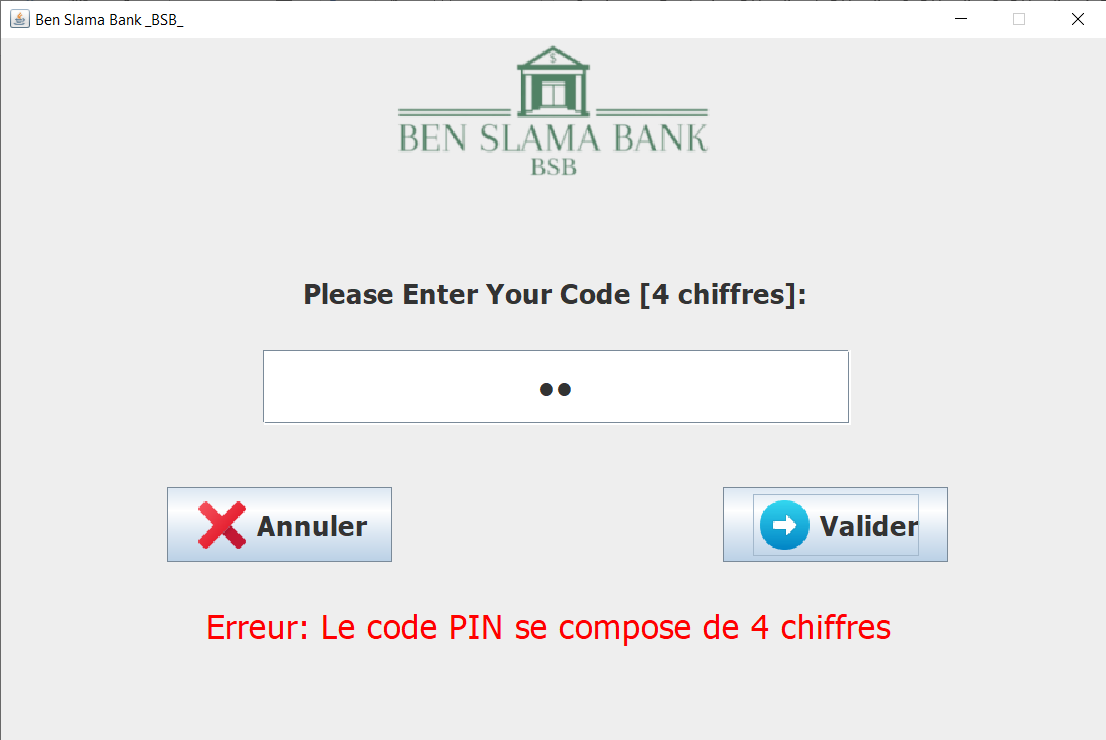 Ben Slama Bank _BSB_
$
BEN SLAMA BANK
BSB
Please Enter Your Code [4 chiffres]:
Annuler
Valider
Erreur: Le code PIN se compose de 4 chiffres